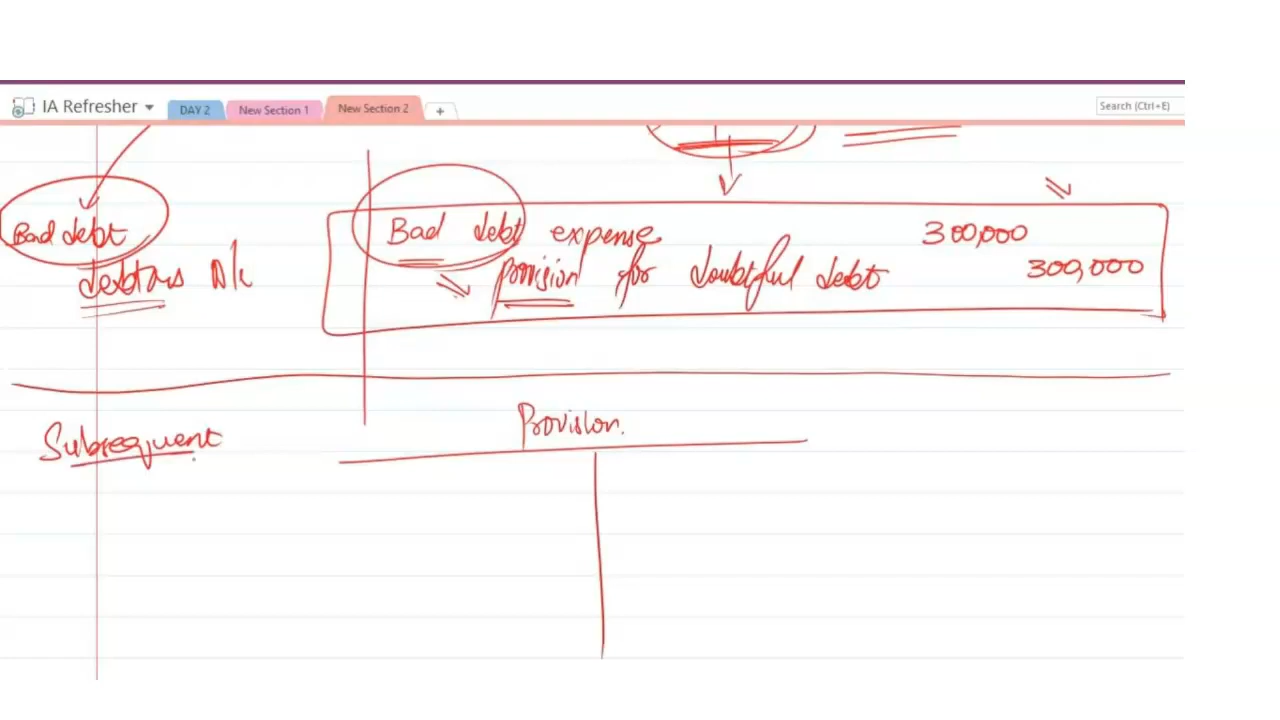 IA Refresher
DAY 2
New Section 1
New Section 2
+
Search (Ctrl+E)
Bad debt
debtors A/c
Bad debt expense 300,000
provision for doubtful debt 300,000
Subsequent
Provision.